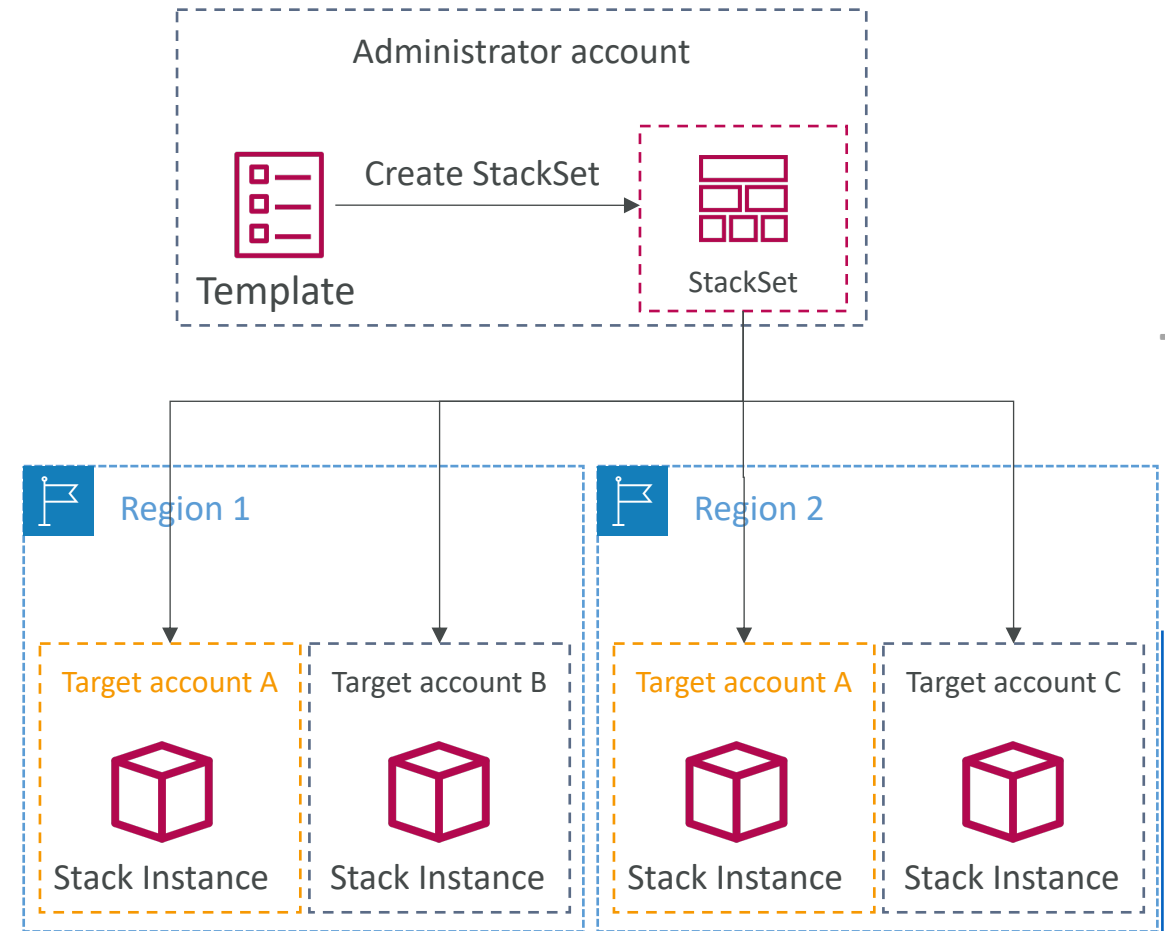 Administrator account
Create StackSet
Template
StackSet
Region 1
Region 2
Target account A
Target account B
Target account A
Target account C
Stack Instance
Stack Instance
Stack Instance
Stack Instance